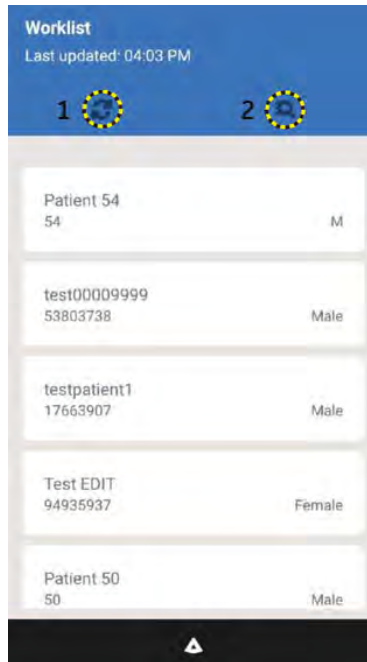 Worklist
Last updated: 04:03 PM
1 2
Patient 54
54 M
test00009999
53803738 Male
testpatient1
17663907 Male
Test EDIT
94935937 Female
Patient 50
50 Male